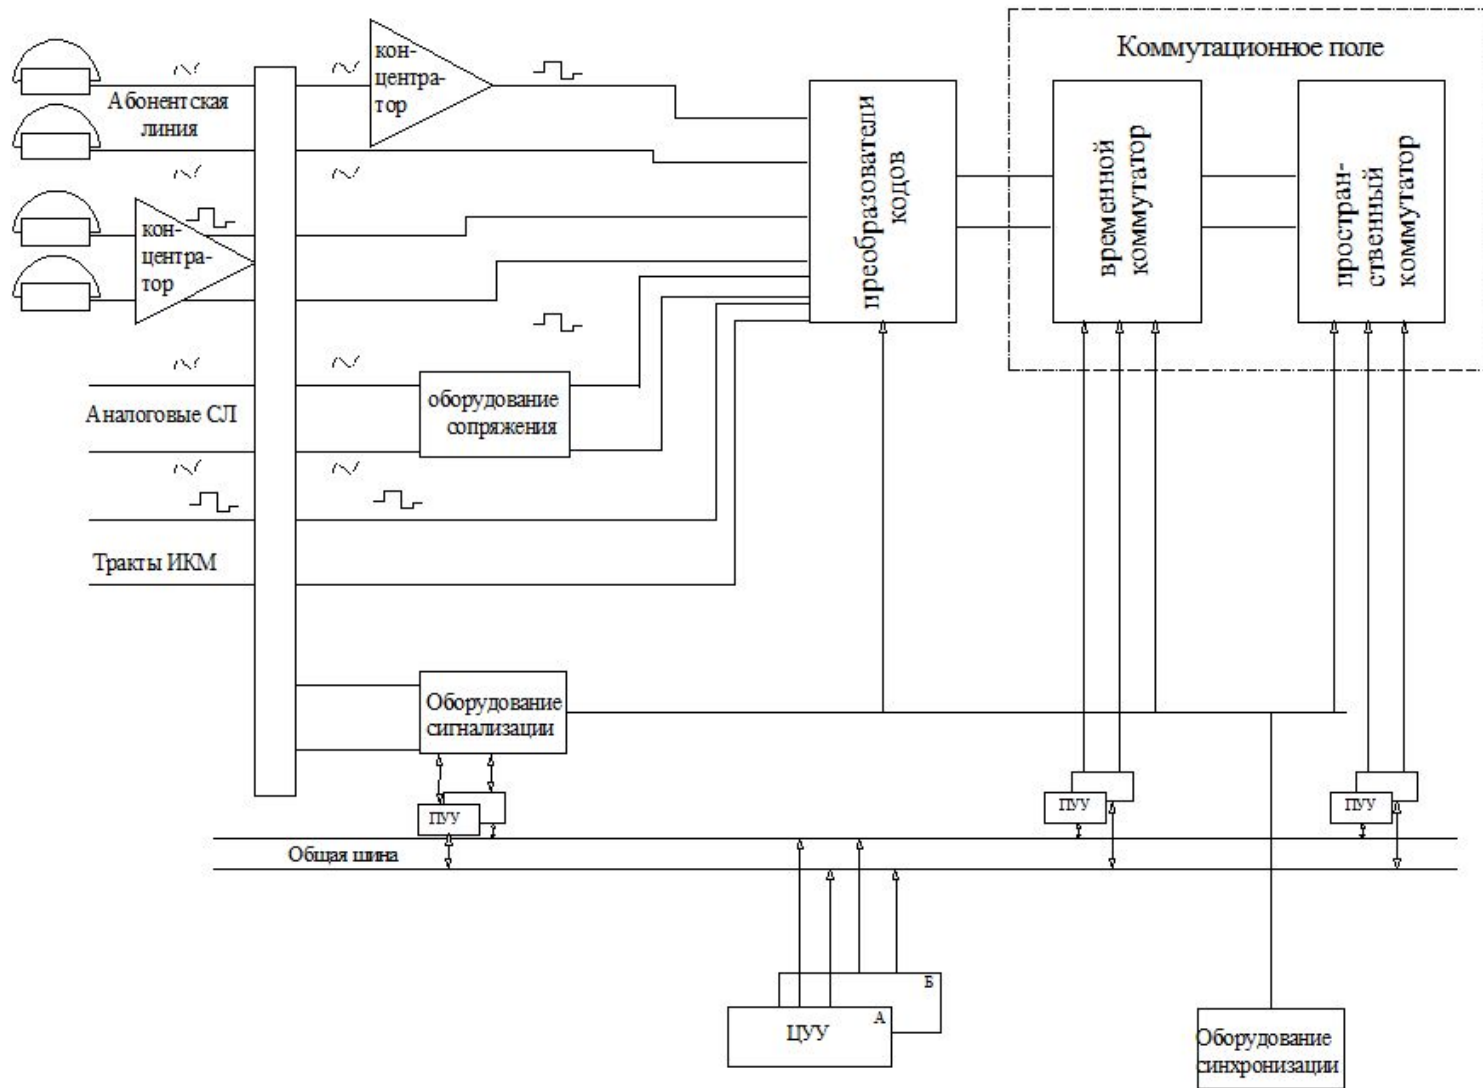 Коммутационное поле
кон-
центра-
тор
Абонентская
линия
преобразователи
кодов
временной
коммутатор
простран-
ственный
коммутатор
кон-
центра-
тор
Аналоговые СЛ
оборудование
сопряжения
Тракты ИКМ
Оборудование
сигнализации
ПУУ
ПУУ
ПУУ
Общая шина
Б
А
ЦУУ
Оборудование
синхронизации